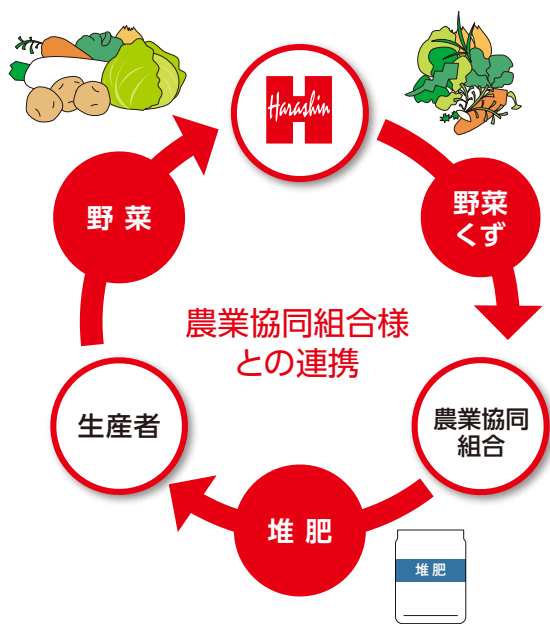 Harashin
野菜
野菜
くず
農業協同組合様
との連携
生産者
農業協同
組合
堆肥
堆肥